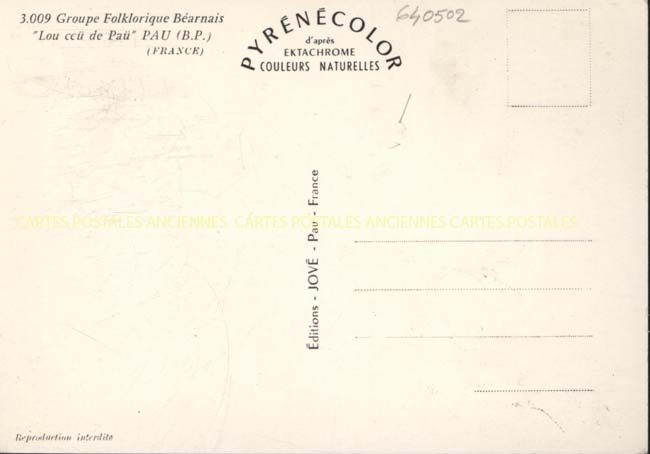 3.009 Groupe Folklorique Béarnais
"Lou ccü de Paü" PAU (B.P.)
(FRANCE)
PYRÉNÉCOLOR
d'après
EKTACHROME
COULEURS NATURELLES
640502
Éditions - JOVÉ - Pau - France
CARTES POSTALES ANCIENNES CARTES POSTALES ANCIENNES CARTES POSTALES
Reproduction interdite